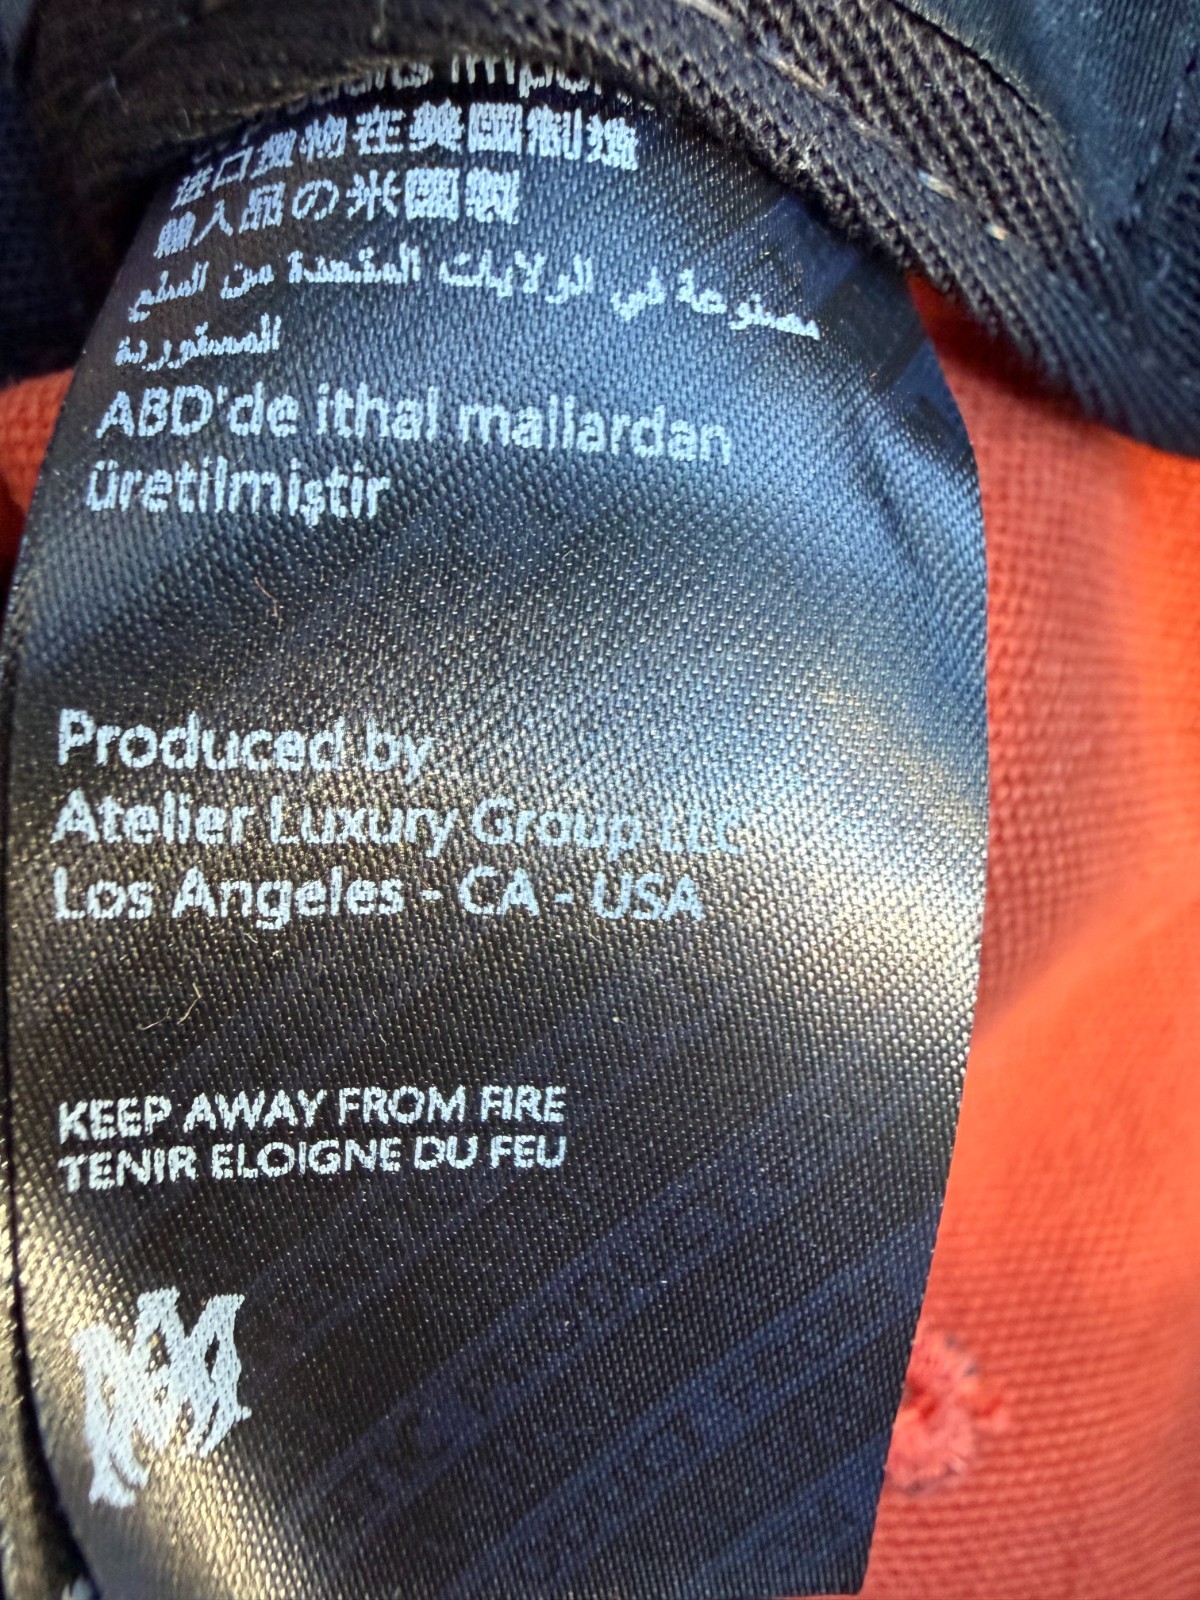 进口货物在美國制造
輸入品の米國製
مصنوعة في الولايات المتحدة من السلع
المستوردة
ABD'de ithal mallardan
üretilmiştir
Produced by
Atelier Luxury Group LLC
Los Angeles - CA - USA
KEEP AWAY FROM FIRE
TENIR ELOIGNE DU FEU